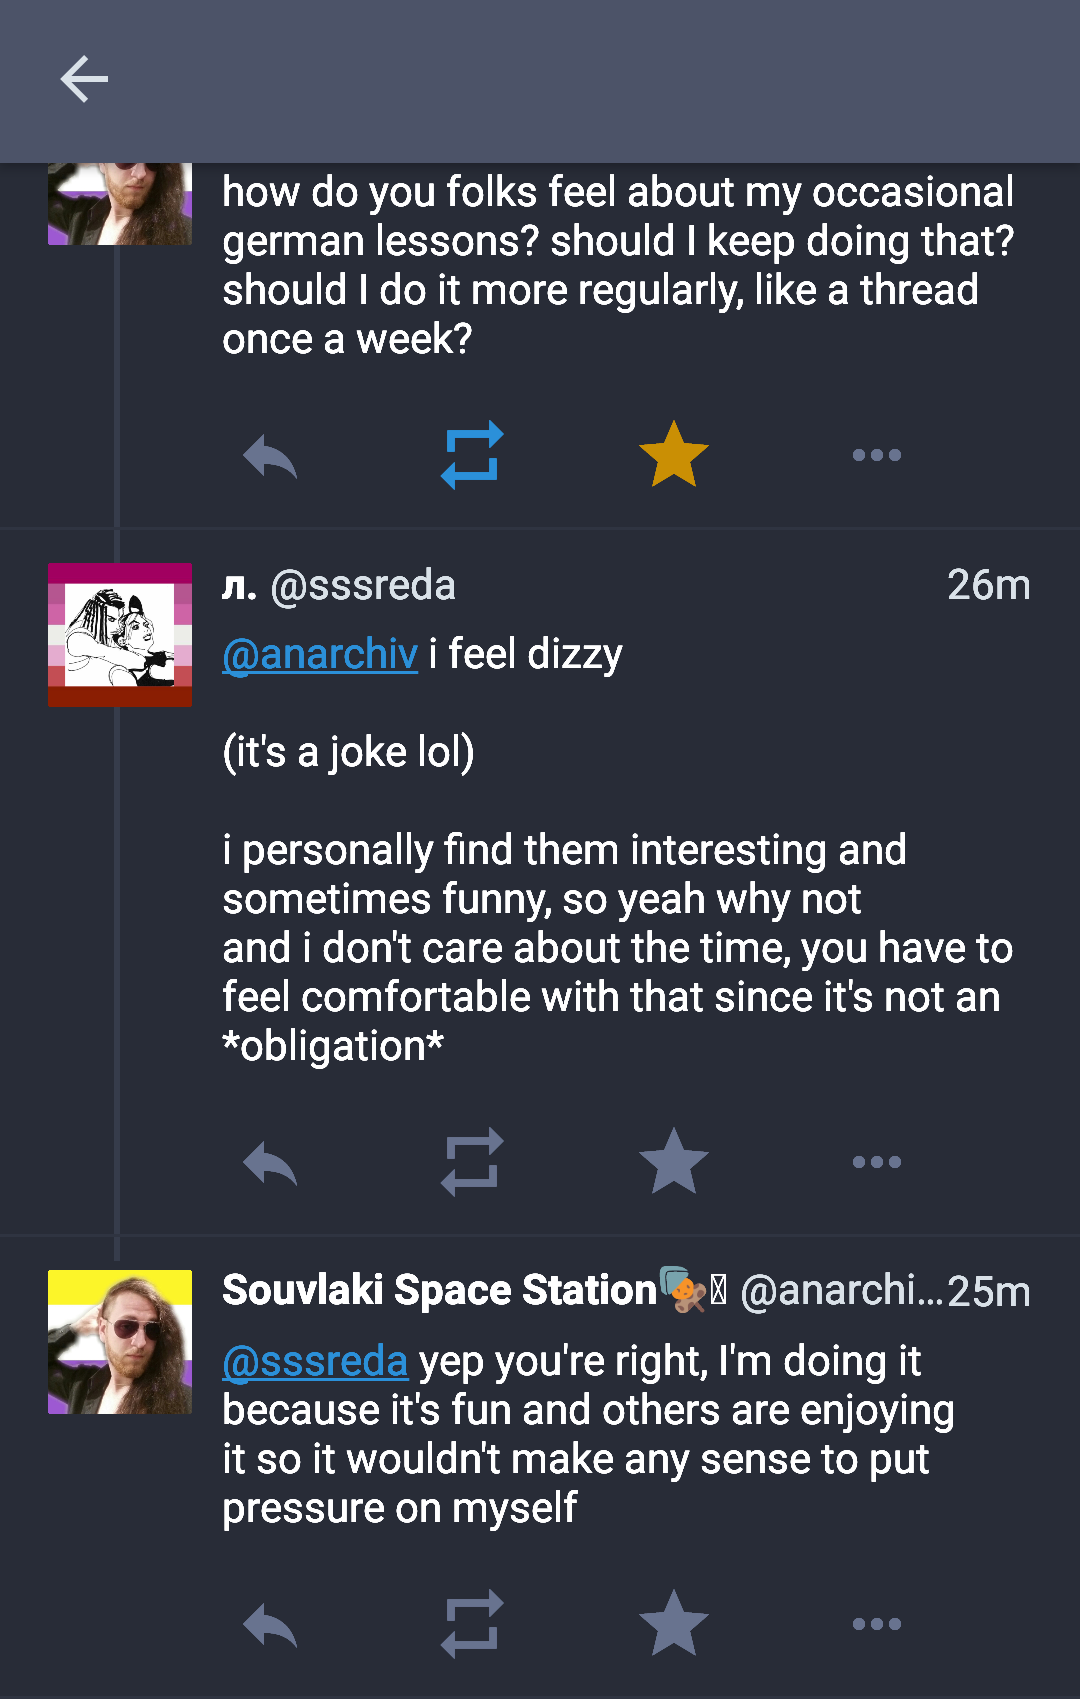 how do you folks feel about my occasional
german lessons? should I keep doing that?
should I do it more regularly, like a thread
once a week?
л. @sssreda 26m
@anarchiv i feel dizzy
(it's a joke lol)
i personally find them interesting and
sometimes funny, so yeah why not
and i don't care about the time, you have to
feel comfortable with that since it's not an
*obligation*
Souvlaki Space Station @anarchi... 25m
@sssreda yep you're right, I'm doing it
because it's fun and others are enjoying
it so it wouldn't make any sense to put
pressure on myself